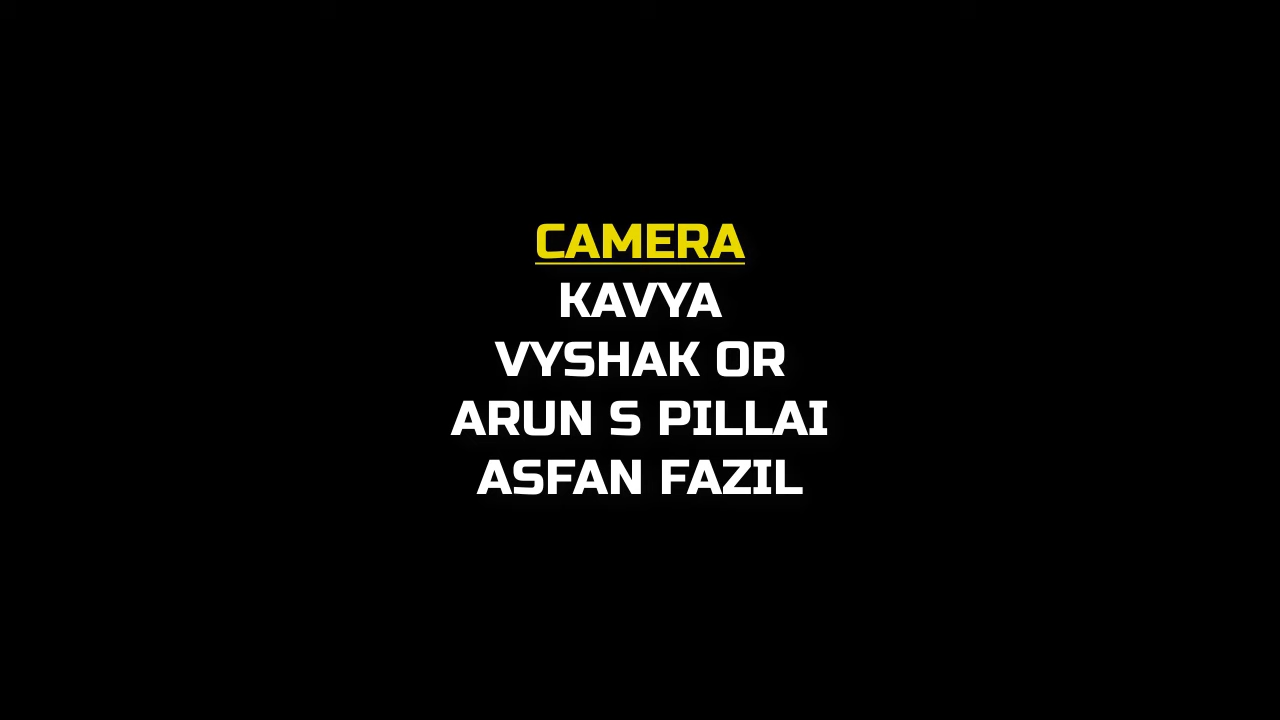 CAMERA
KAVYA
VYSHAK OR
ARUN S PILLAI
ASFAN FAZIL